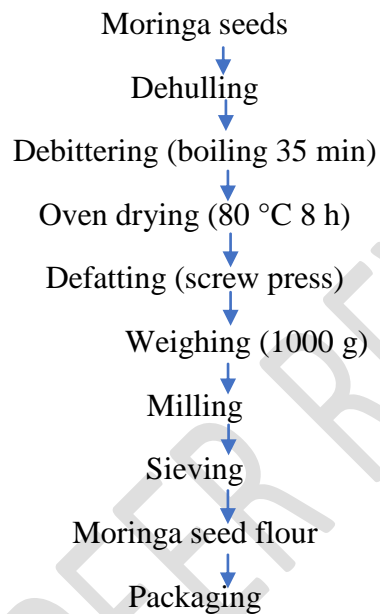 Moringa seeds
Dehulling
Debittering (boiling 35 min)
Oven drying (80 °C 8 h)
Defatting (screw press)
Weighing (1000 g)
Milling
Sieving
Moringa seed flour
Packaging